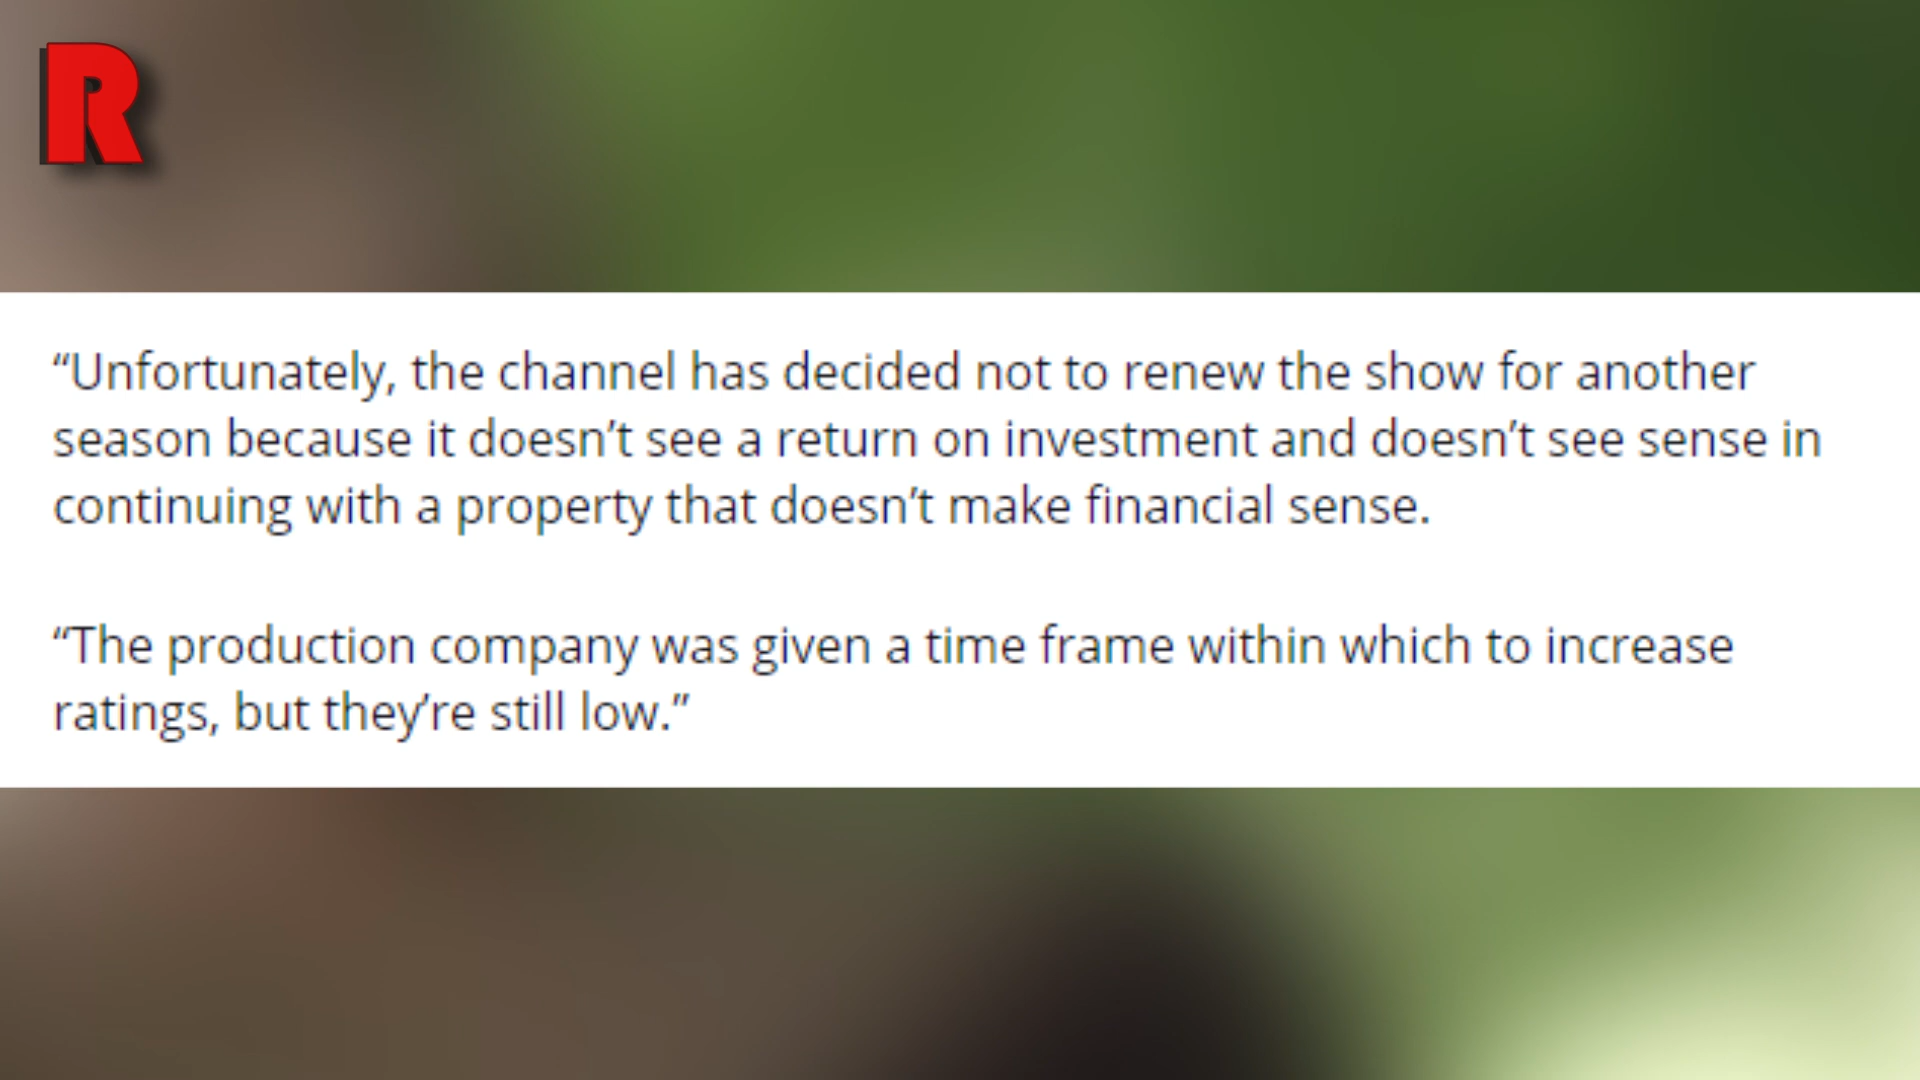 R
“Unfortunately, the channel has decided not to renew the show for another
season because it doesn’t see a return on investment and doesn’t see sense in
continuing with a property that doesn’t make financial sense.
“The production company was given a time frame within which to increase
ratings, but they’re still low.”